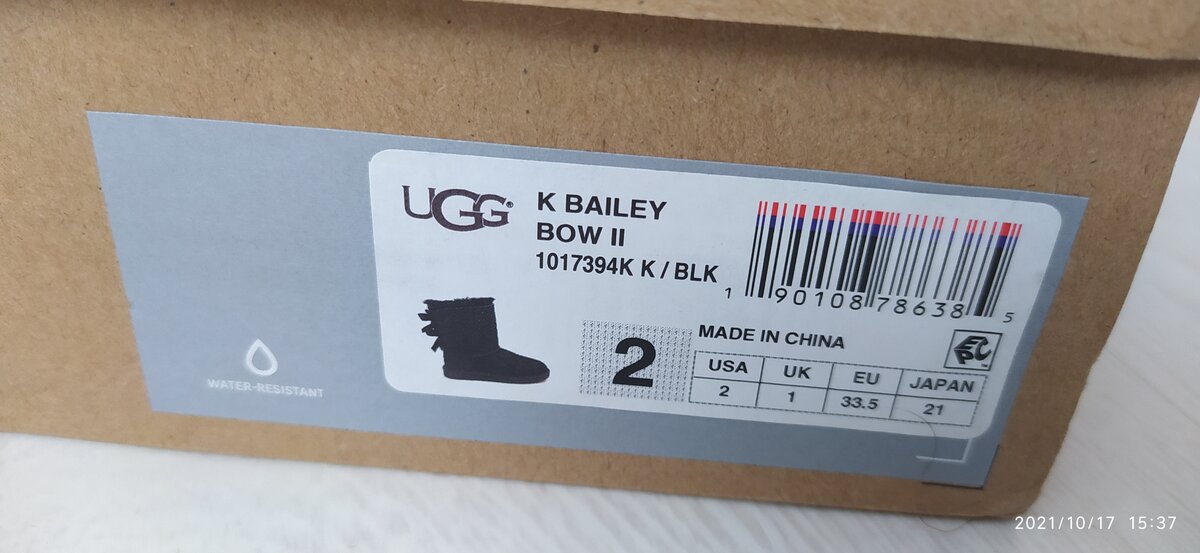 UGG®
K BAILEY
BOW II
1017394K K / BLK
1 90108 78638 5
2
MADE IN CHINA
EPC™
USA UK EU JAPAN
2 1 33.5 21
WATER-RESISTANT
2021/10/17 15:37